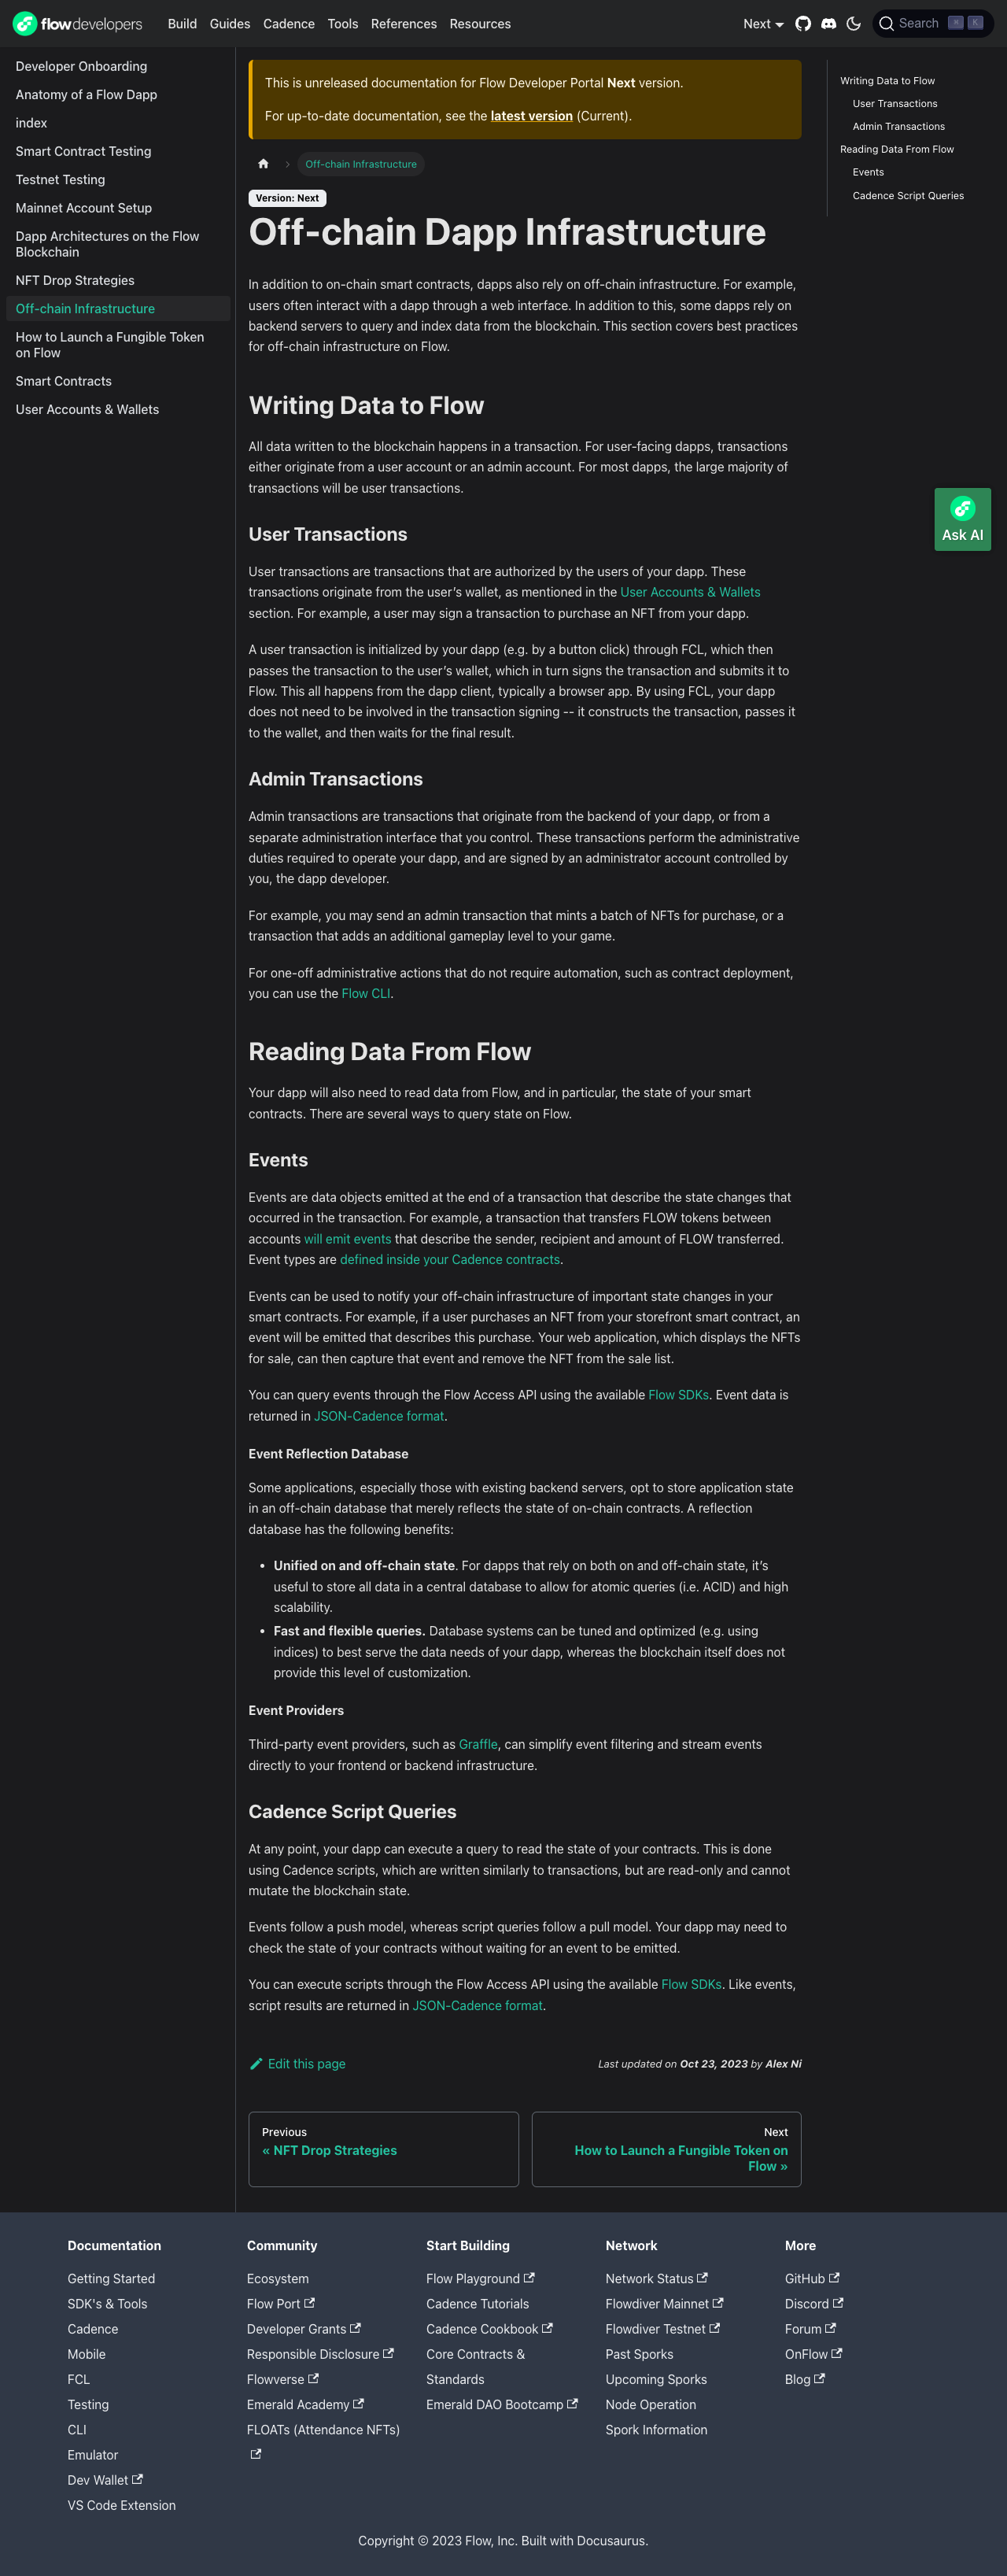 flow developers
Build
Guides
Cadence
Tools
References
Resources
Next
Search
K
Developer Onboarding
Anatomy of a Flow Dapp
index
Smart Contract Testing
Testnet Testing
Mainnet Account Setup
Dapp Architectures on the Flow
Blockchain
NFT Drop Strategies
Off-chain Infrastructure
How to Launch a Fungible Token
on Flow
Smart Contracts
User Accounts & Wallets
This is unreleased documentation for Flow Developer Portal Next version.
For up-to-date documentation, see the latest version (Current).
Off-chain Infrastructure
Version: Next
Off-chain Dapp Infrastructure
In addition to on-chain smart contracts, dapps also rely on off-chain infrastructure. For example,
users often interact with a dapp through a web interface. In addition to this, some dapps rely on
backend servers to query and index data from the blockchain. This section covers best practices
for off-chain infrastructure on Flow.
Writing Data to Flow
All data written to the blockchain happens in a transaction. For user-facing dapps, transactions
either originate from a user account or an admin account. For most dapps, the large majority of
transactions will be user transactions.
User Transactions
User transactions are transactions that are authorized by the users of your dapp. These
transactions originate from the user's wallet, as mentioned in the User Accounts & Wallets
section. For example, a user may sign a transaction to purchase an NFT from your dapp.
A user transaction is initialized by your dapp (e.g. by a button click) through FCL, which then
passes the transaction to the user's wallet, which in turn signs the transaction and submits it to
Flow. This all happens from the dapp client, typically a browser app. By using FCL, your dapp
does not need to be involved in the transaction signing -- it constructs the transaction, passes it
to the wallet, and then waits for the final result.
Admin Transactions
Admin transactions are transactions that originate from the backend of your dapp, or from a
separate administration interface that you control. These transactions perform the administrative
duties required to operate your dapp, and are signed by an administrator account controlled by
you, the dapp developer.
For example, you may send an admin transaction that mints a batch of NFTs for purchase, or a
transaction that adds an additional gameplay level to your game.
For one-off administrative actions that do not require automation, such as contract deployment,
you can use the Flow CLI.
Reading Data From Flow
Your dapp will also need to read data from Flow, and in particular, the state of your smart
contracts. There are several ways to query state on Flow.
Events
Events are data objects emitted at the end of a transaction that describe the state changes that
occurred in the transaction. For example, a transaction that transfers FLOW tokens between
accounts will emit events that describe the sender, recipient and amount of FLOW transferred.
Event types are defined inside your Cadence contracts.
Events can be used to notify your off-chain infrastructure of important state changes in your
smart contracts. For example, if a user purchases an NFT from your storefront smart contract, an
event will be emitted that describes this purchase. Your web application, which displays the NFTs
for sale, can then capture that event and remove the NFT from the sale list.
You can query events through the Flow Access API using the available Flow SDKs. Event data is
returned in JSON-Cadence format.
Event Reflection Database
Some applications, especially those with existing backend servers, opt to store application state
in an off-chain database that merely reflects the state of on-chain contracts. A reflection
database has the following benefits:
• Unified on and off-chain state. For dapps that rely on both on and off-chain state, it's
useful to store all data in a central database to allow for atomic queries (i.e. ACID) and high
scalability.
• Fast and flexible queries. Database systems can be tuned and optimized (e.g. using
indices) to best serve the data needs of your dapp, whereas the blockchain itself does not
provide this level of customization.
Event Providers
Third-party event providers, such as Graffle, can simplify event filtering and stream events
directly to your frontend or backend infrastructure.
Cadence Script Queries
At any point, your dapp can execute a query to read the state of your contracts. This is done
using Cadence scripts, which are written similarly to transactions, but are read-only and cannot
mutate the blockchain state.
Events follow a push model, whereas script queries follow a pull model. Your dapp may need to
check the state of your contracts without waiting for an event to be emitted.
You can execute scripts through the Flow Access API using the available Flow SDKs. Like events,
script results are returned in JSON-Cadence format.
Edit this page
Last updated on Oct 23, 2023 by Alex Ni
Previous
« NFT Drop Strategies
Next
How to Launch a Fungible Token on
Flow »
Writing Data to Flow
User Transactions
Admin Transactions
Reading Data From Flow
Events
Cadence Script Queries
Ask AI
Documentation
Getting Started
SDK's & Tools
Cadence
Mobile
FCL
Testing
CLI
Emulator
Dev Wallet
VS Code Extension
Community
Ecosystem
Flow Port
Developer Grants
Responsible Disclosure
Flowverse
Emerald Academy
FLOATs (Attendance NFTs)
Start Building
Flow Playground
Cadence Tutorials
Cadence Cookbook
Core Contracts &
Standards
Emerald DAO Bootcamp
Network
Network Status
Flowdiver Mainnet
Flowdiver Testnet
Past Sporks
Upcoming Sporks
Node Operation
Spork Information
More
GitHub
Discord
Forum
OnFlow
Blog
Copyright © 2023 Flow, Inc. Built with Docusaurus.